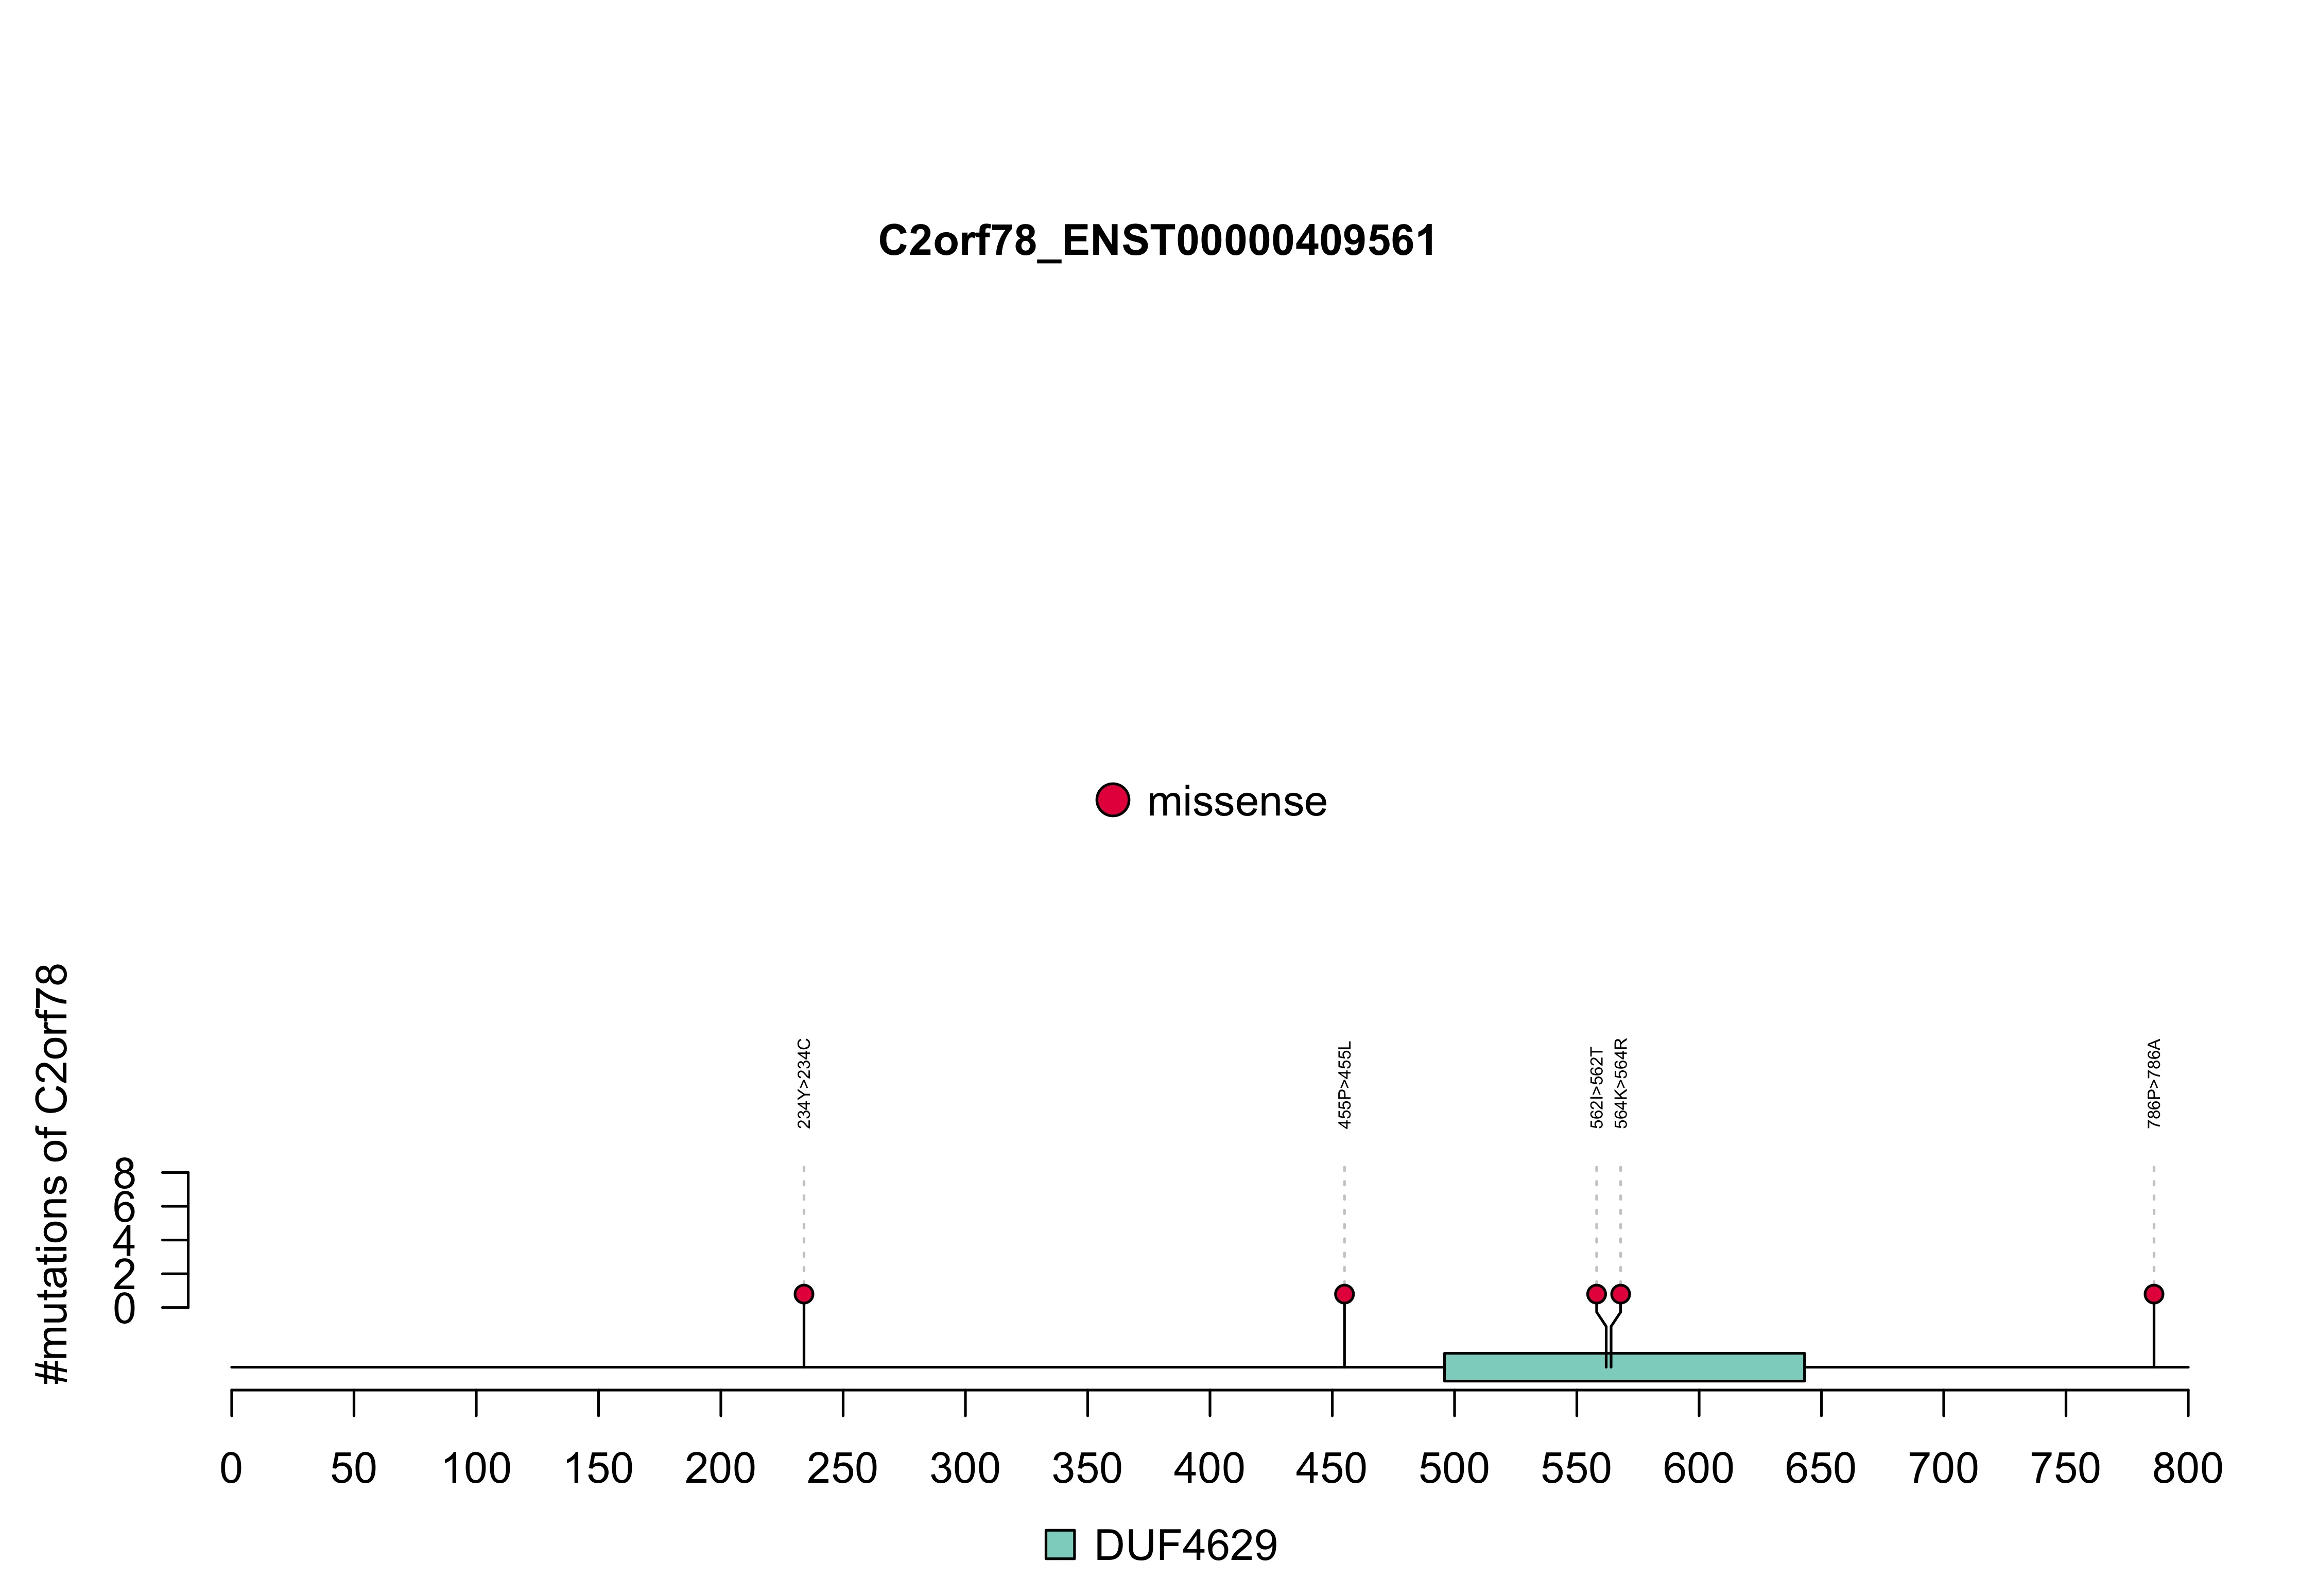 C2orf78_ENST00000409561
missense
#mutations of C2orf78
8
6
4
2
0
234Y>234C
455P>455L
562I>562T
564K>564R
786P>786A
0 50 100 150 200 250 300 350 400 450 500 550 600 650 700 750 800
DUF4629